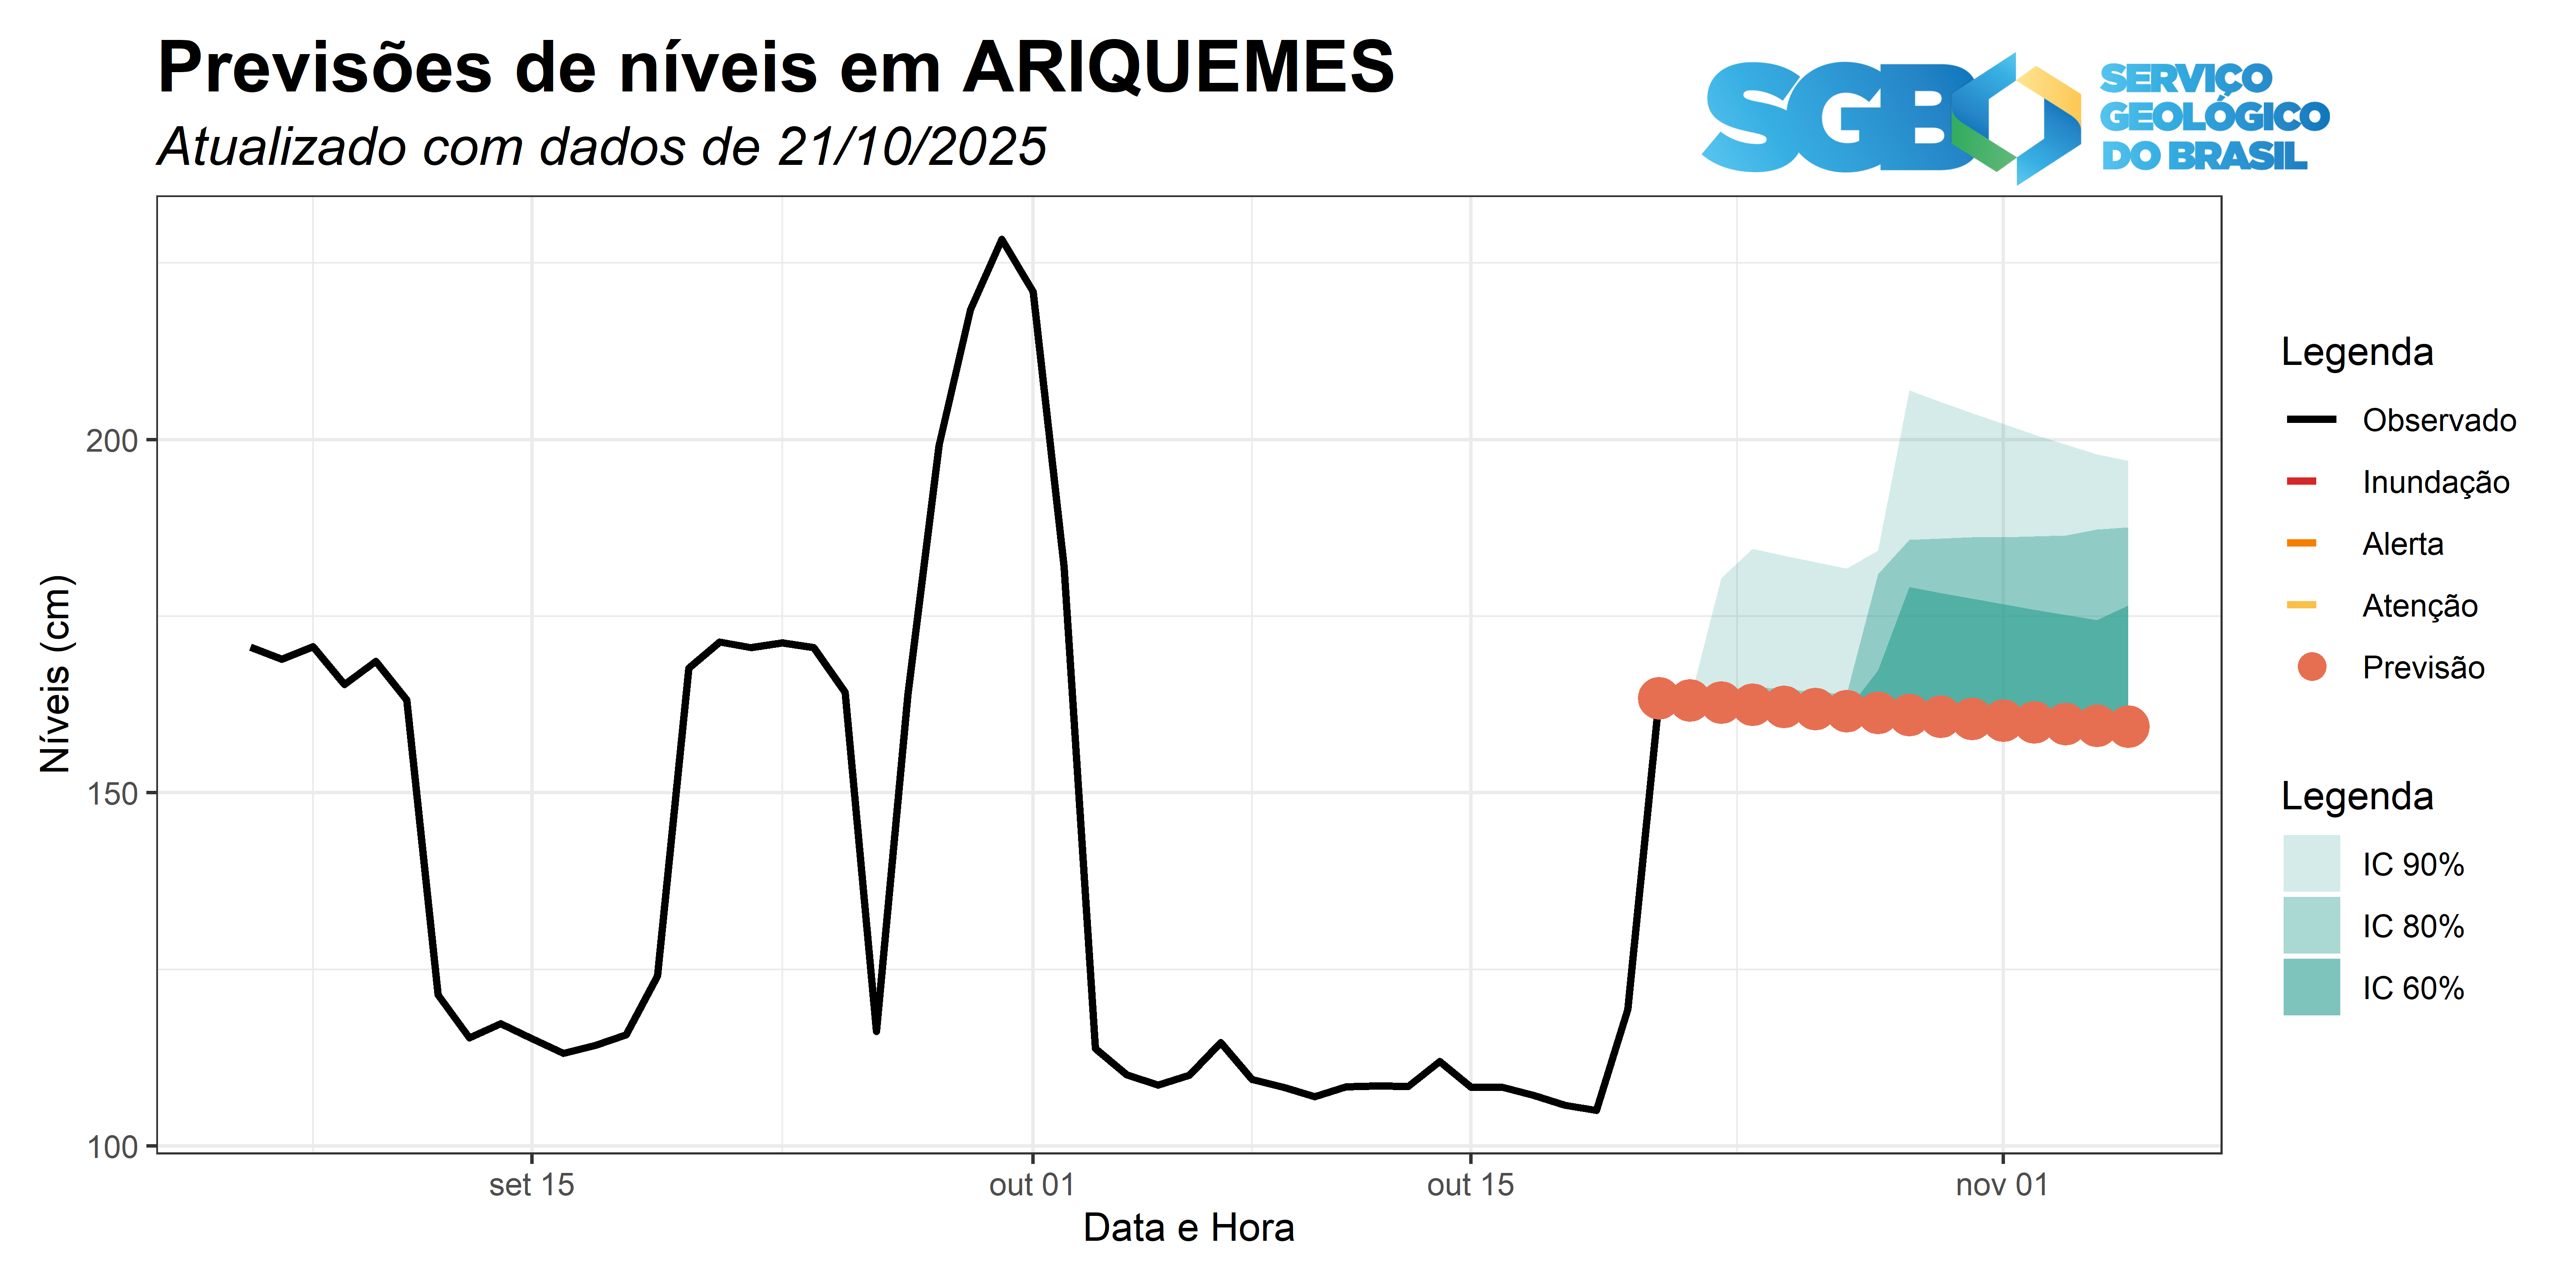 Previsões de níveis em ARIQUEMES
Atualizado com dados de 21/10/2025
SGB
SERVIÇO
GEOLÓGICO
DO BRASIL
Níveis (cm)
200
150
100
set 15
out 01
out 15
nov 01
Data e Hora
Legenda
Observado
Inundação
Alerta
Atenção
Previsão
Legenda
IC 90%
IC 80%
IC 60%